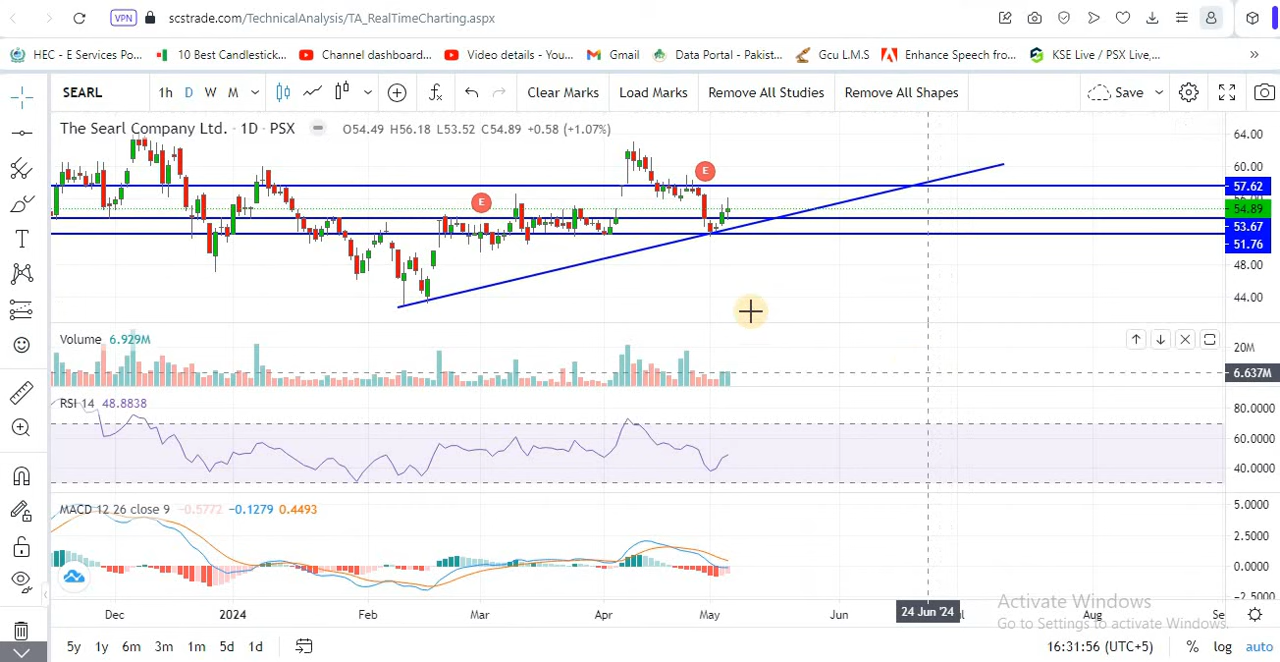 VPN scstrade.com/TechnicalAnalysis/TA_RealTimeCharting.aspx
HEC - E Services Po... 10 Best Candlestick... Channel dashboard... Video details - You... Gmail Data Portal - Pakist... Gcu L.M.S Enhance Speech from... KSE Live / PSX Live,... »
SEARL 1h D W M Clear Marks Load Marks Remove All Studies Remove All Shapes Save
The Searl Company Ltd. · 1D · PSX O54.49 H56.18 L53.52 C54.89 +0.58 (+1.07%)
64.00
60.00
57.62
54.89
53.67
51.76
48.00
44.00
E
E
Volume 6.929M
20M
6.637M
RSI 14 48.8838
80.0000
60.0000
40.0000
MACD 12 26 close 9 -0.5772 -0.1279 0.4493
5.0000
2.5000
0.0000
-2.5000
Dec 2024 Feb Mar Apr May Jun 24 Jun '24 Aug Se
Activate Windows
Go to Settings to activate Windows.
5y 1y 6m 3m 1m 5d 1d 16:31:56 (UTC+5) % log auto